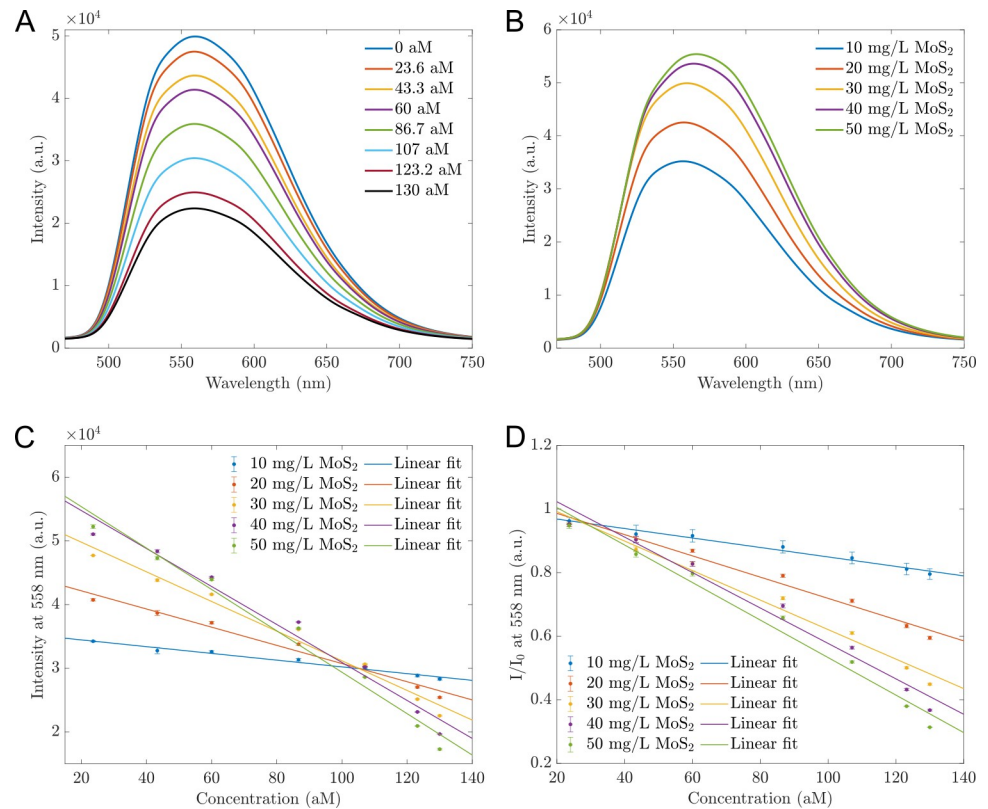 A
×10⁴
5
4
3
2
1
0
Intensity (a.u.)
500 550 600 650 700 750
Wavelength (nm)
0 aM
23.6 aM
43.3 aM
60 aM
86.7 aM
107 aM
123.2 aM
130 aM
B
×10⁴
6
5
4
3
2
1
0
Intensity (a.u.)
500 550 600 650 700 750
Wavelength (nm)
10 mg/L MoS₂
20 mg/L MoS₂
30 mg/L MoS₂
40 mg/L MoS₂
50 mg/L MoS₂
C
×10⁴
6
5
4
3
2
Intensity at 558 nm (a.u.)
20 40 60 80 100 120 140
Concentration (aM)
10 mg/L MoS₂ Linear fit
20 mg/L MoS₂ Linear fit
30 mg/L MoS₂ Linear fit
40 mg/L MoS₂ Linear fit
50 mg/L MoS₂ Linear fit
D
1.2
1
0.8
0.6
0.4
0.2
I/I₀ at 558 nm (a.u.)
20 40 60 80 100 120 140
Concentration (aM)
10 mg/L MoS₂ Linear fit
20 mg/L MoS₂ Linear fit
30 mg/L MoS₂ Linear fit
40 mg/L MoS₂ Linear fit
50 mg/L MoS₂ Linear fit